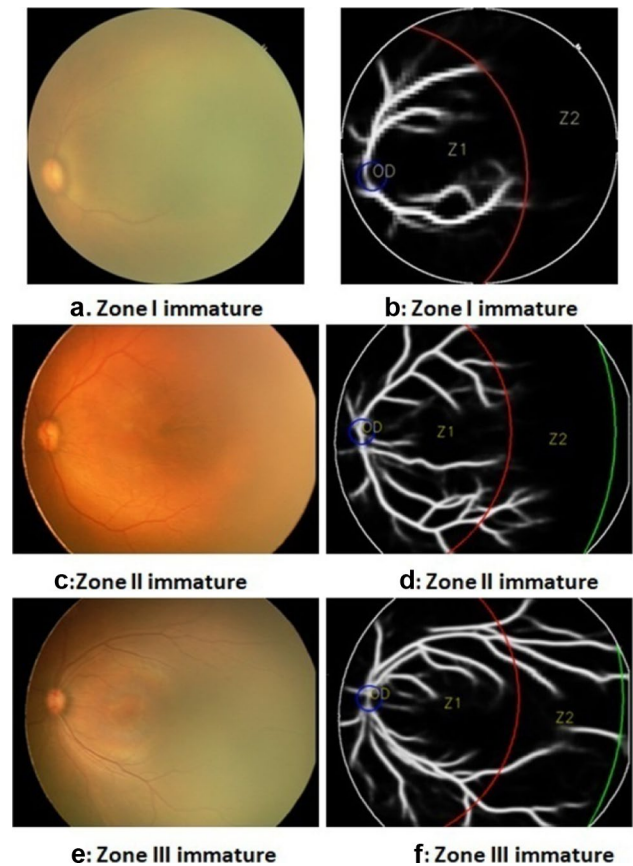 Z2
Z1
OD
a. Zone I immature
b: Zone I immature
OD
Z1
Z2
c:Zone II immature
d: Zone II immature
OD
Z1
Z2
e: Zone III immature
f: Zone III immature